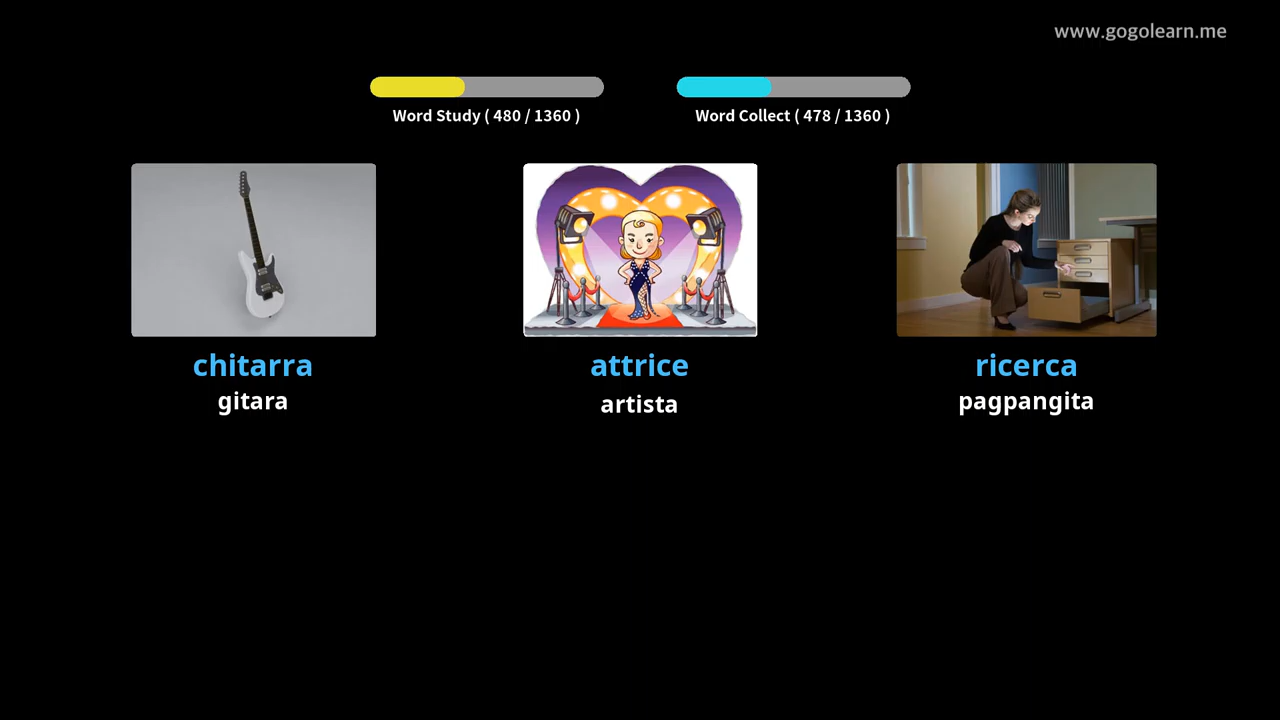 www.gogolearn.me
Word Study ( 480 / 1360 )
Word Collect ( 478 / 1360 )
chitarra
gitara
attrice
artista
ricerca
pagpangita